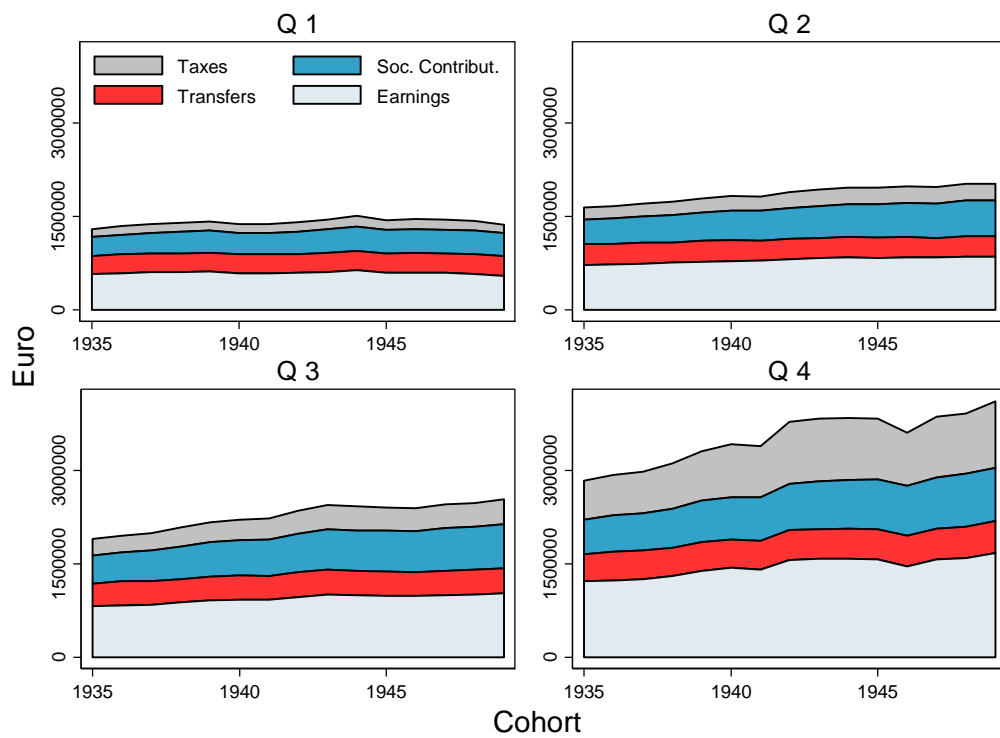 Q 1
Q 2
Taxes
Soc. Contribut.
Transfers
Earnings
0 1500000 3000000
0 1500000 3000000
1935 1940 1945
1935 1940 1945
Q 3
Q 4
0 1500000 3000000
0 1500000 3000000
1935 1940 1945
1935 1940 1945
Euro
Cohort